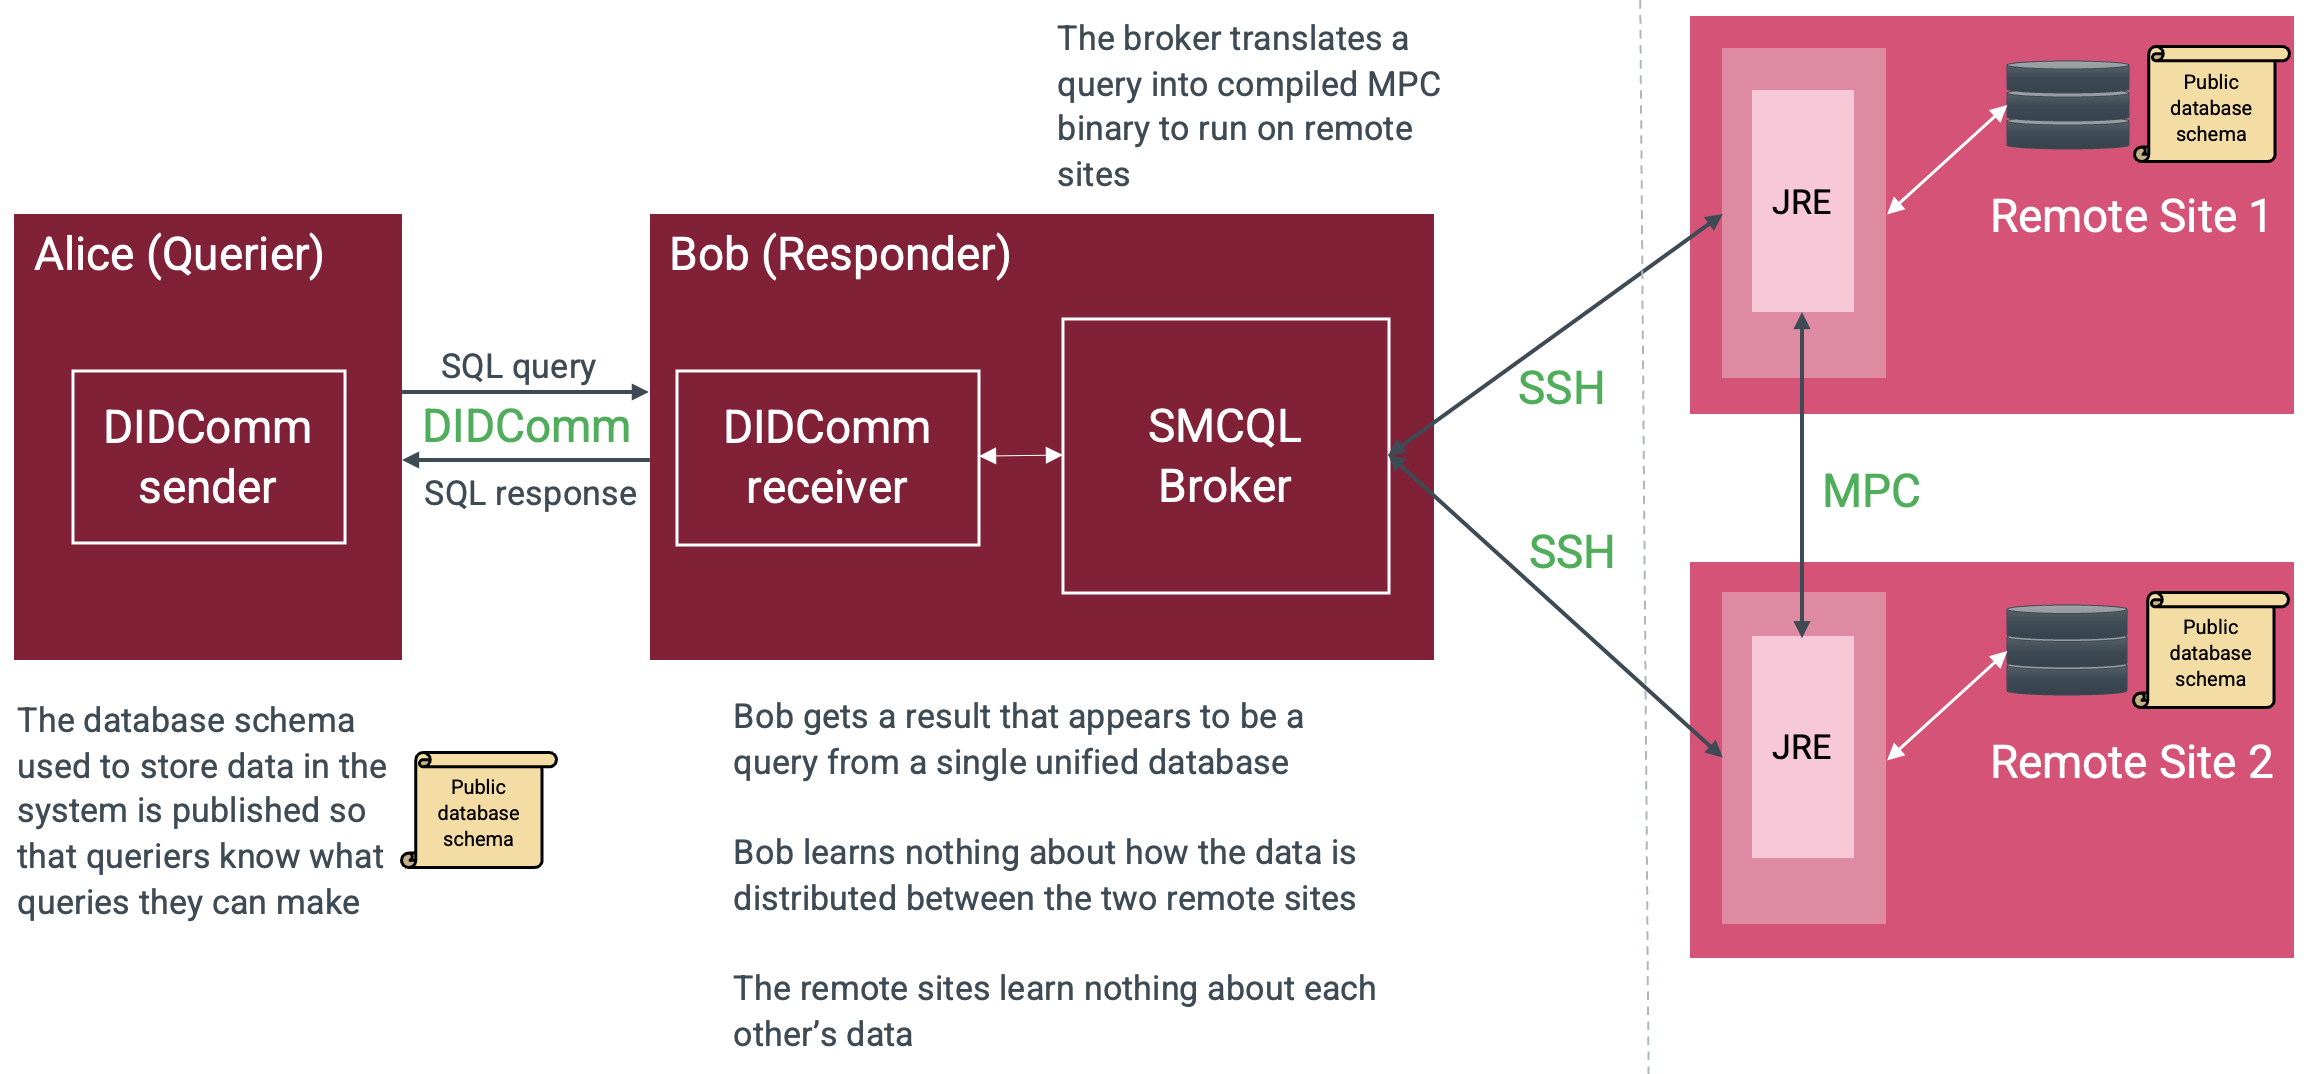 The broker translates a
query into compiled MPC
binary to run on remote
sites
Alice (Querier)
DIDComm
sender
SQL query
DIDComm
SQL response
Bob (Responder)
DIDComm
receiver
SMCQL
Broker
SSH
SSH
JRE
Public
database
schema
Remote Site 1
MPC
JRE
Public
database
schema
Remote Site 2
The database schema
used to store data in the
system is published so
that queriers know what
queries they can make
Public
database
schema
Bob gets a result that appears to be a
query from a single unified database
Bob learns nothing about how the data is
distributed between the two remote sites
The remote sites learn nothing about each
other’s data